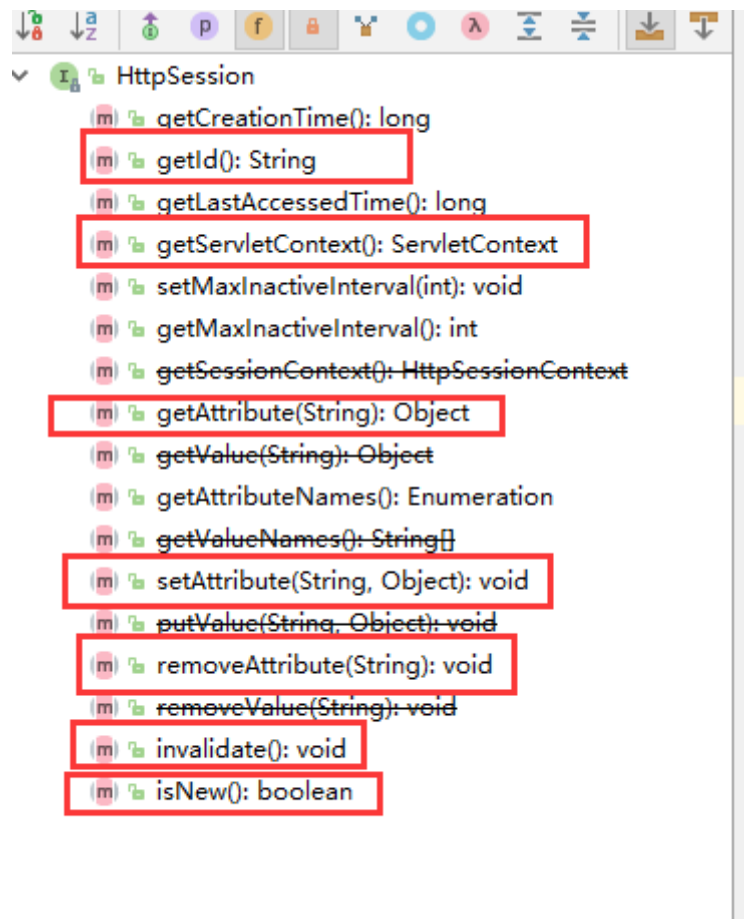 HttpSession
getCreationTime(): long
getId(): String
getLastAccessedTime(): long
getServletContext(): ServletContext
setMaxInactiveInterval(int): void
getMaxInactiveInterval(): int
getSessionContext(): HttpSessionContext
getAttribute(String): Object
getValue(String): Object
getAttributeNames(): Enumeration
getValueNames(): String[]
setAttribute(String, Object): void
putValue(String, Object): void
removeAttribute(String): void
removeValue(String): void
invalidate(): void
isNew(): boolean